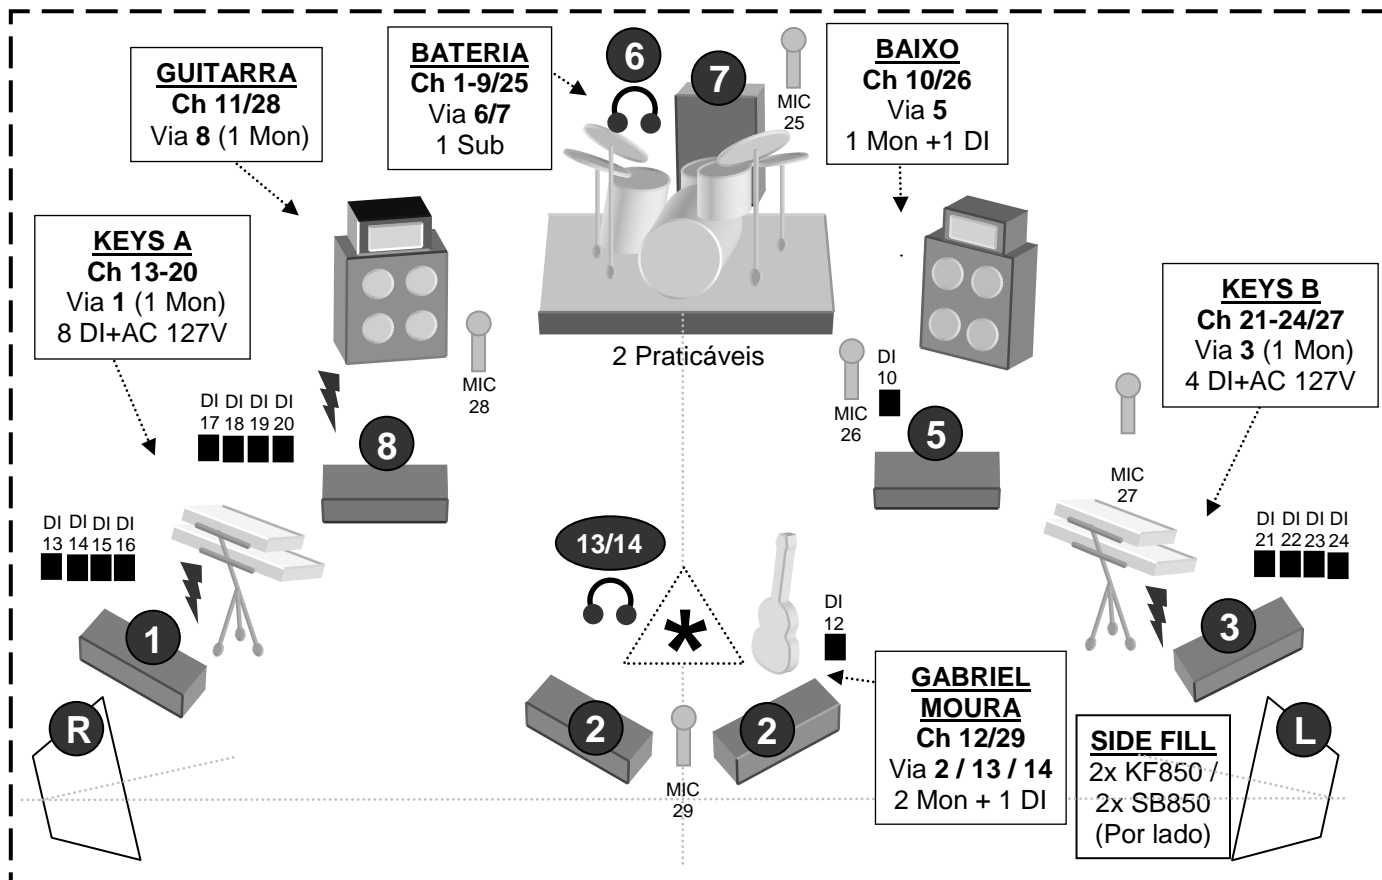 GUITARRA
Ch 11/28
Via 8 (1 Mon)
BATERIA
Ch 1-9/25
Via 6/7
1 Sub
6
7
MIC
25
BAIXO
Ch 10/26
Via 5
1 Mon +1 DI
KEYS A
Ch 13-20
Via 1 (1 Mon)
8 DI+AC 127V
KEYS B
Ch 21-24/27
Via 3 (1 Mon)
4 DI+AC 127V
2 Praticáveis
MIC
28
DI DI DI DI
17 18 19 20
8
MIC
26
DI
10
5
MIC
27
DI DI DI DI
13 14 15 16
DI DI DI DI
21 22 23 24
13/14
*
DI
12
1
3
GABRIEL
MOURA
Ch 12/29
Via 2 / 13 / 14
2 Mon + 1 DI
R
2
2
MIC
29
SIDE FILL
2x KF850 /
2x SB850
(Por lado)
L